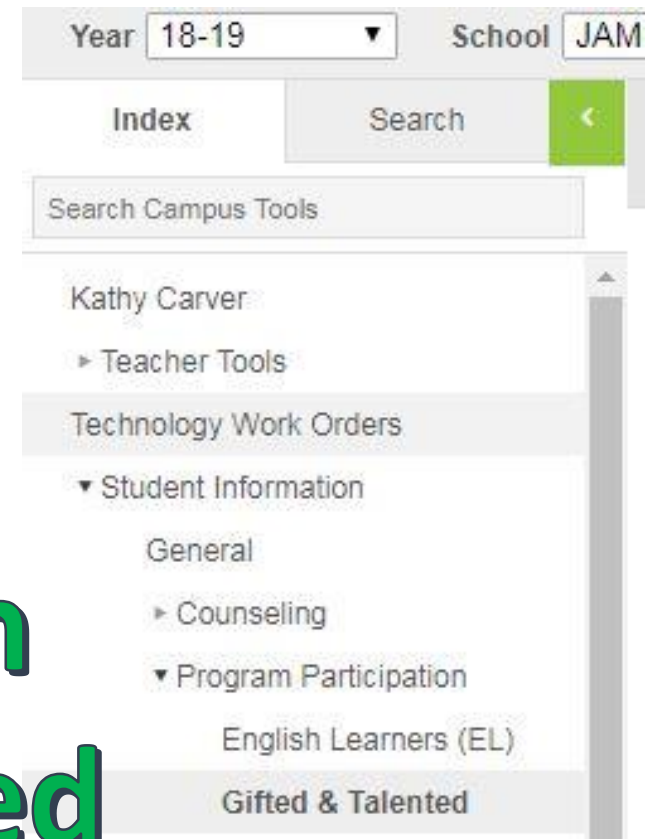 Year 18-19 School JAM
Index Search
Search Campus Tools
Kathy Carver
Teacher Tools
Technology Work Orders
Student Information
General
Counseling
Program Participation
English Learners (EL)
Gifted & Talented